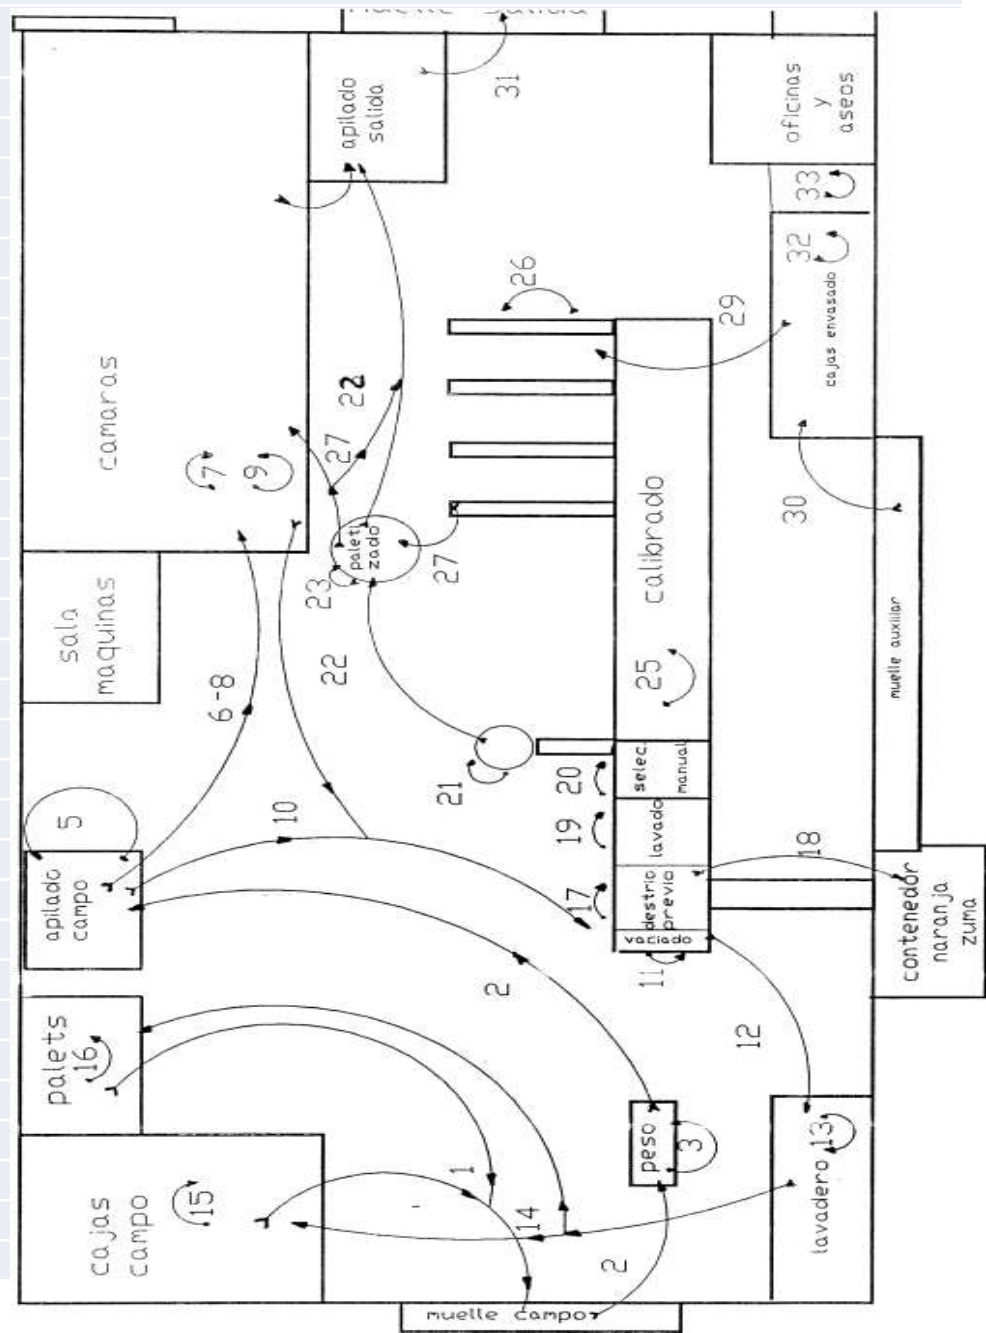 muelle salida
apilado
salida
31
oficinas
y
aseos
33
32
cajas envasado
26
29
camaras
7
9
27
22
palet
zado
23
27
calibrado
25
30
muelle auxiliar
sala
maquinas
6-8
22
21
20
selec.
manual
19
lavado
17
destrio
previo
vaciado
11
18
contenedor
naranja
zuma
5
apilado
campo
10
2
12
palets
16
cajas
campo
15
1
14
peso
3
2
lavadero
13
muelle campo